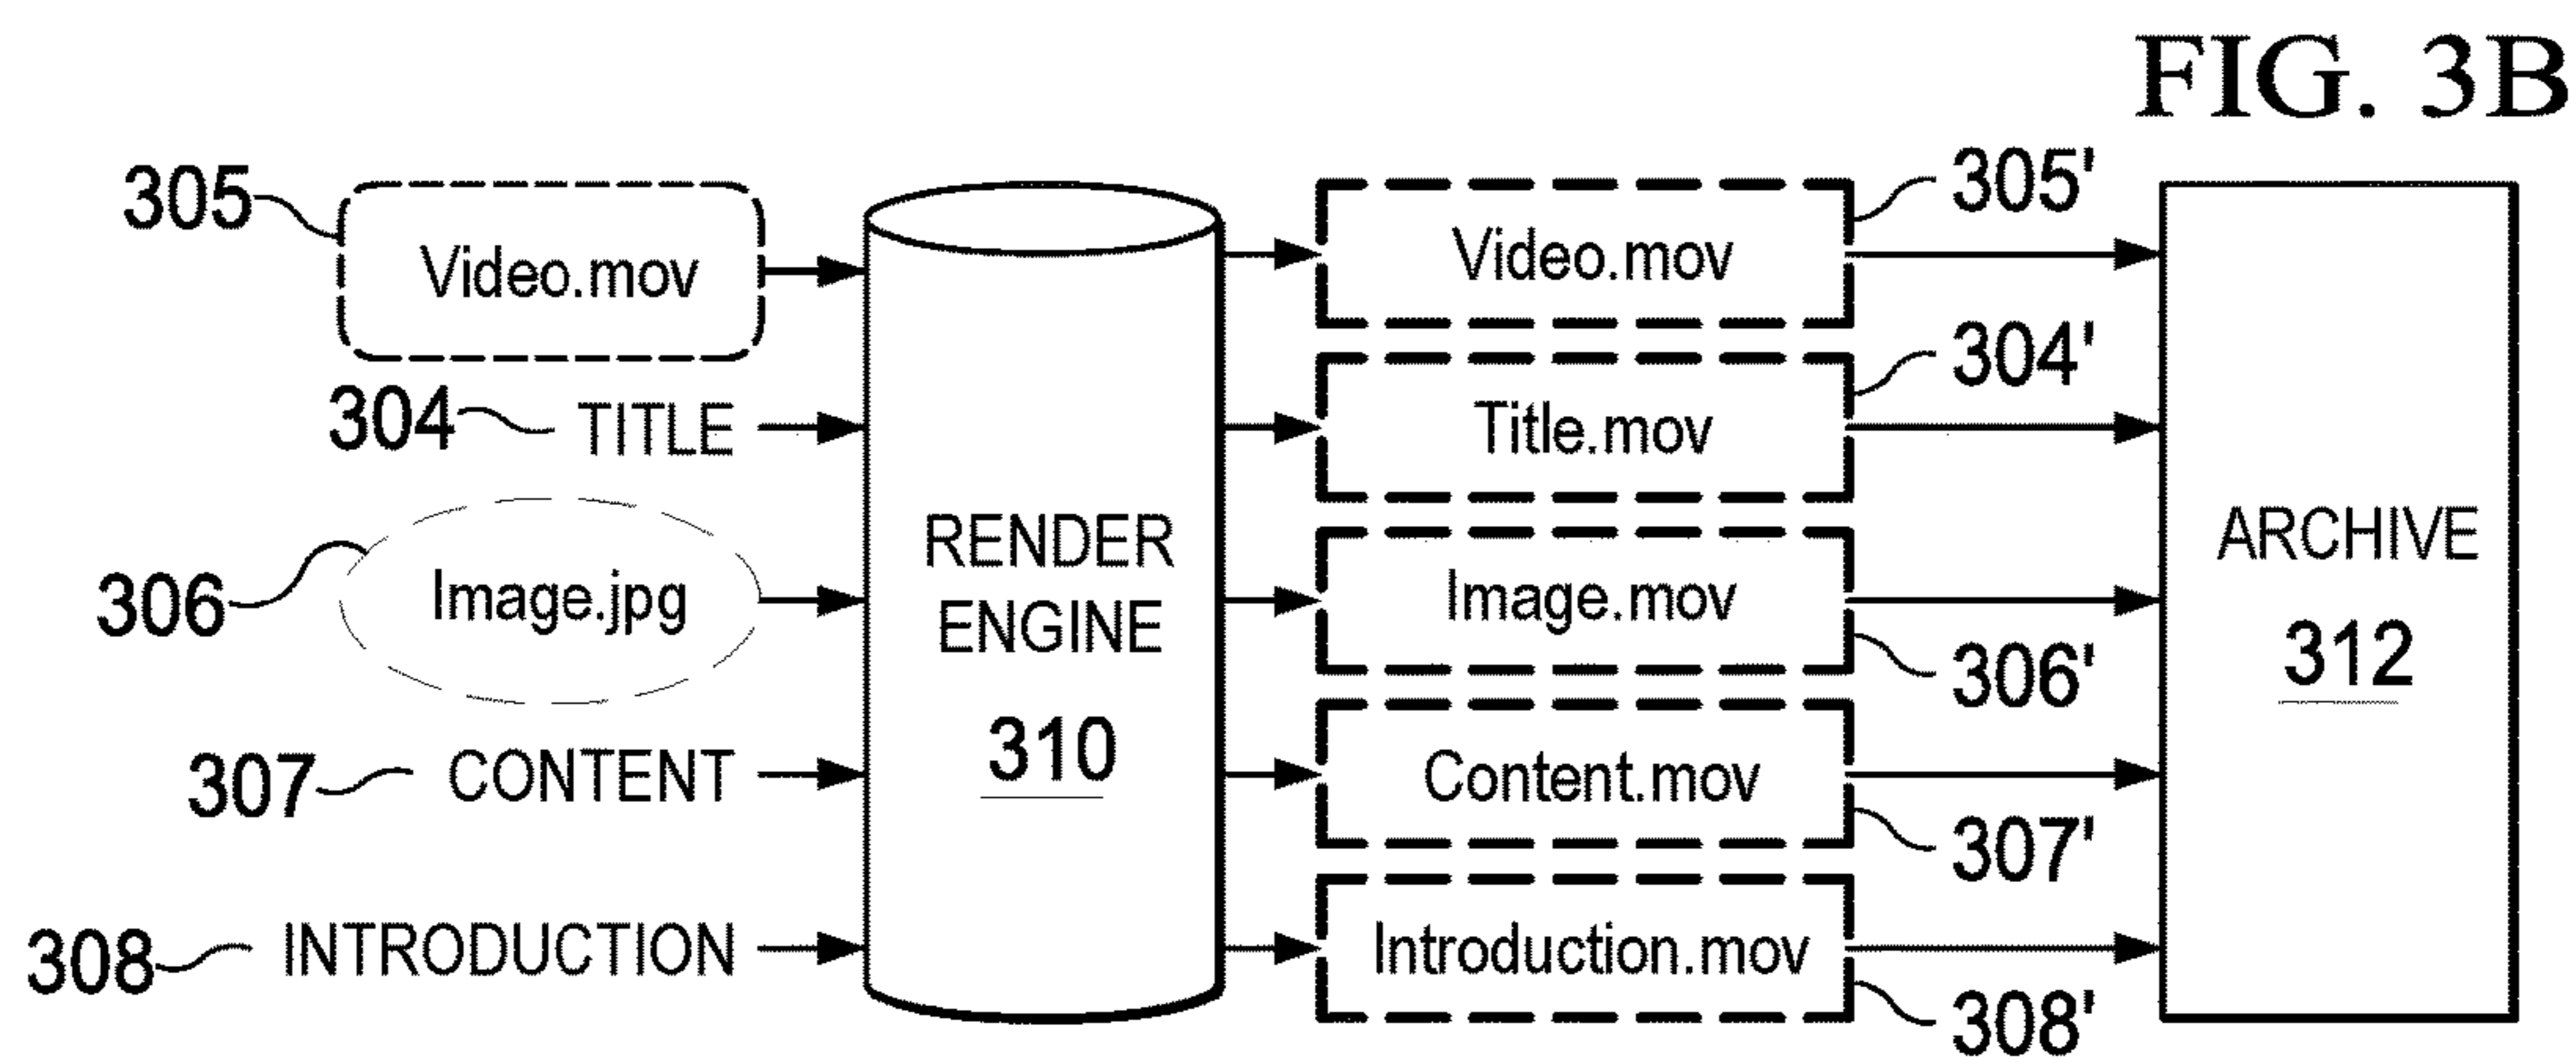 FIG. 3B
305
Video.mov
Video.mov
305'
304
TITLE
Title.mov
304'
RENDER
ENGINE
310
306
Image.jpg
Image.mov
306'
ARCHIVE
312
307
CONTENT
Content.mov
307'
308
INTRODUCTION
Introduction.mov
308'